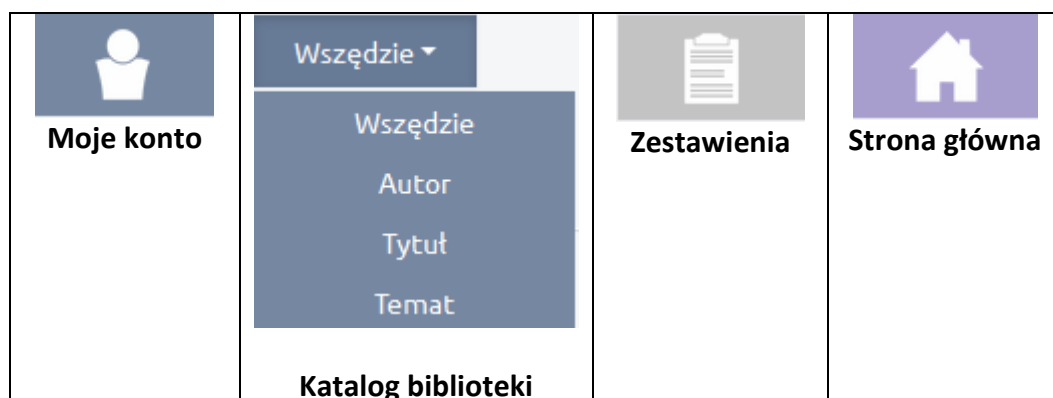 Moje konto
Wszędzie
Wszędzie
Autor
Tytuł
Temat
Katalog biblioteki
Zestawienia
Strona główna